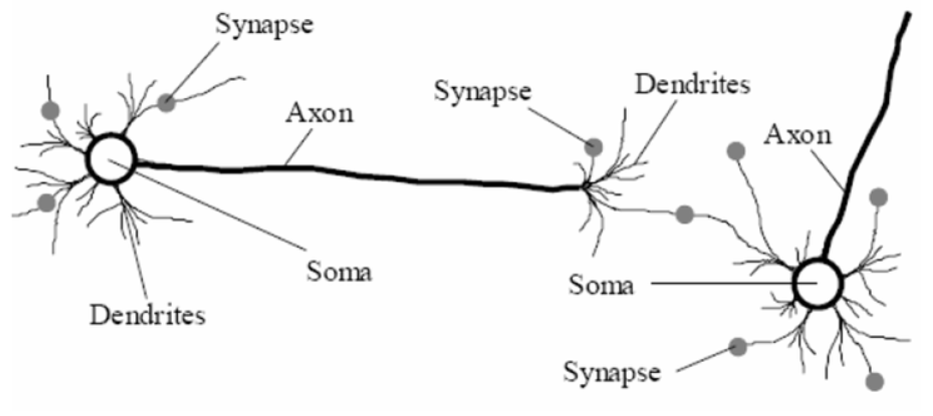 Synapse
Synapse
Dendrites
Axon
Axon
Soma
Soma
Dendrites
Synapse